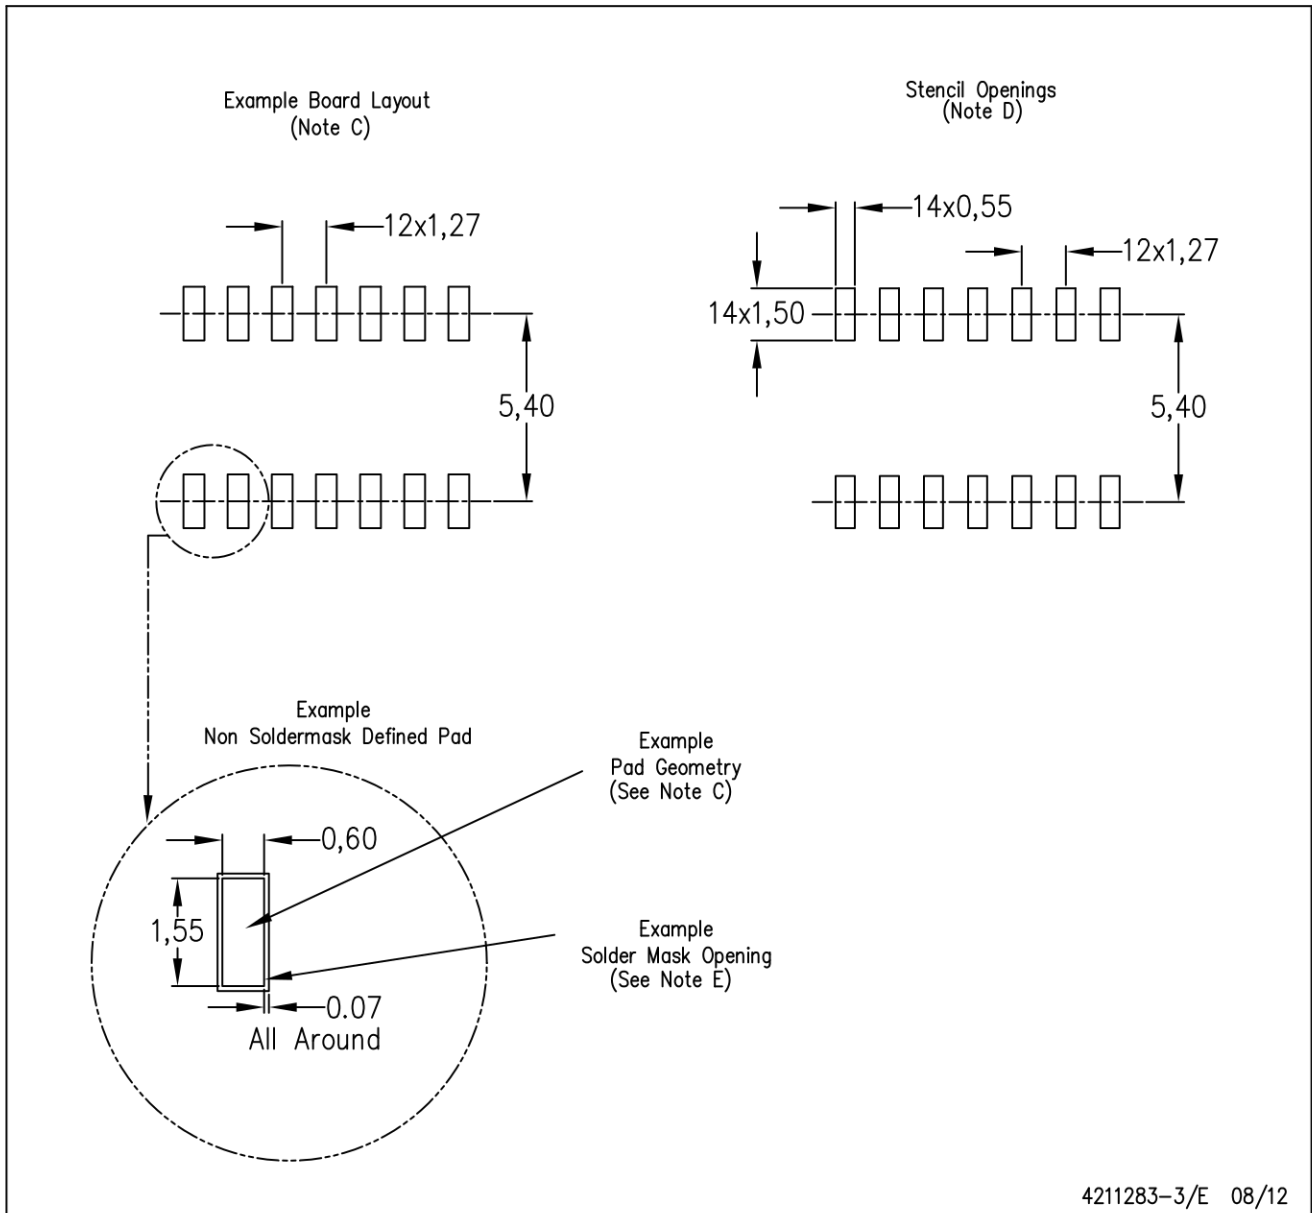 Example Board Layout
(Note C)
12x1,27
5,40
Stencil Openings
(Note D)
14x0,55
12x1,27
14x1,50
5,40
Example
Non Soldermask Defined Pad
0,60
1,55
0.07
All Around
Example
Pad Geometry
(See Note C)
Example
Solder Mask Opening
(See Note E)
4211283-3/E 08/12